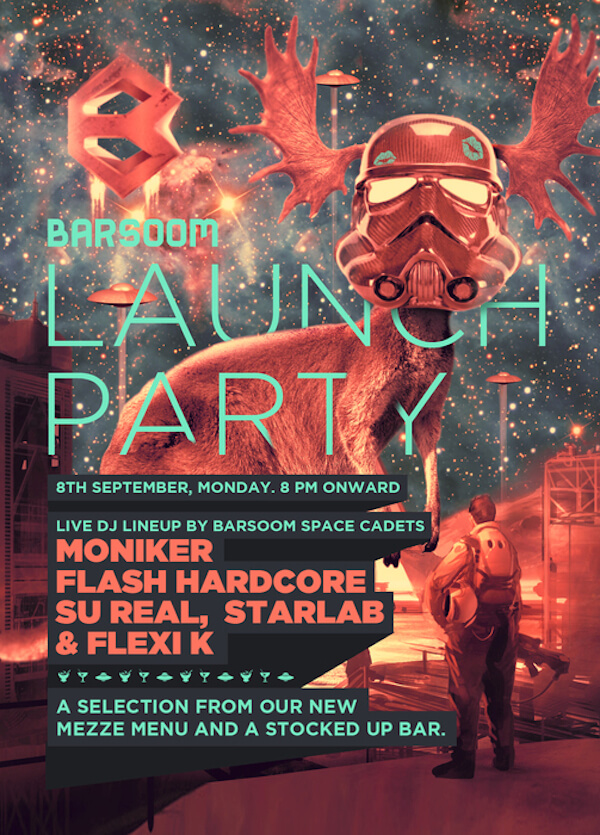 BARSOOM
LAUNCH
PARTY
8TH SEPTEMBER, MONDAY. 8 PM ONWARD
LIVE DJ LINEUP BY BARSOOM SPACE CADETS
MONIKER
FLASH HARDCORE
SU REAL, STARLAB
& FLEXI K
A SELECTION FROM OUR NEW
MEZZE MENU AND A STOCKED UP BAR.